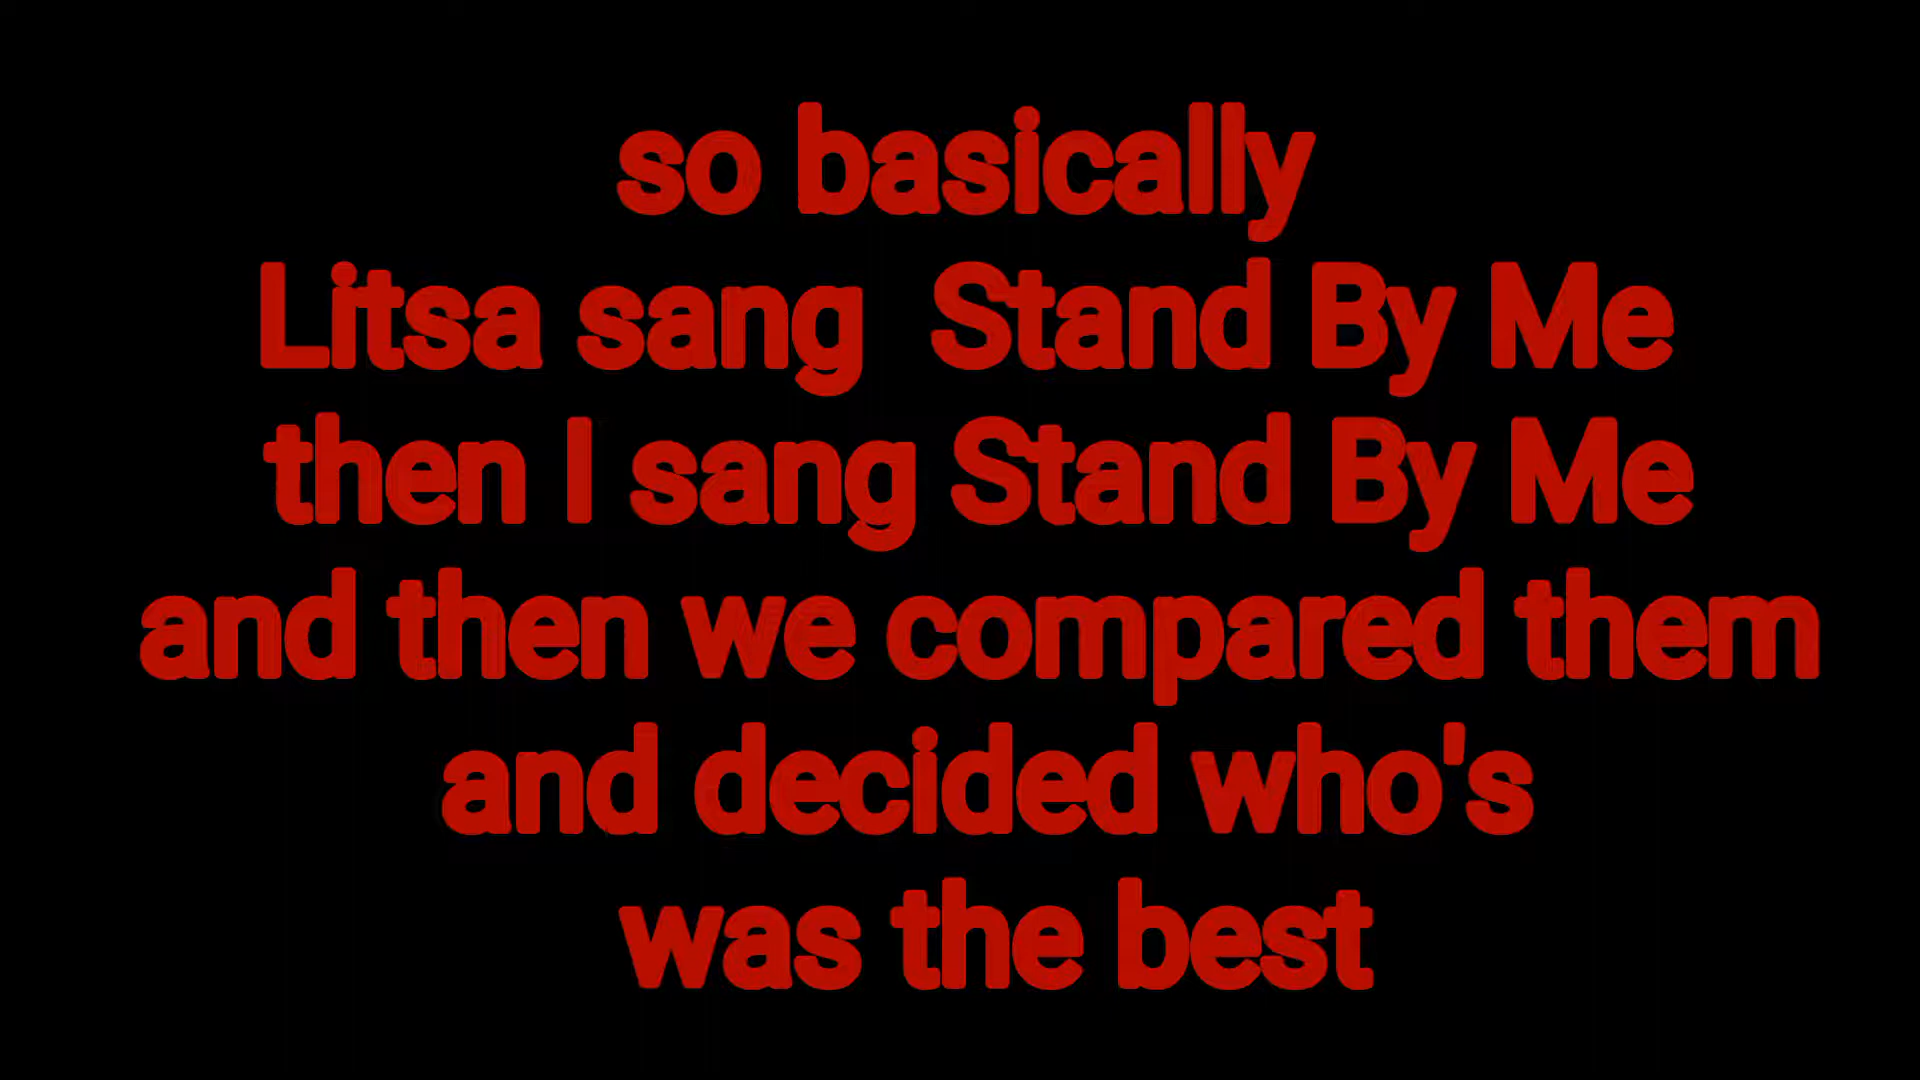 so basically
Litsa sang  Stand By Me
then I sang Stand By Me
and then we compared them
and decided who's
was the best